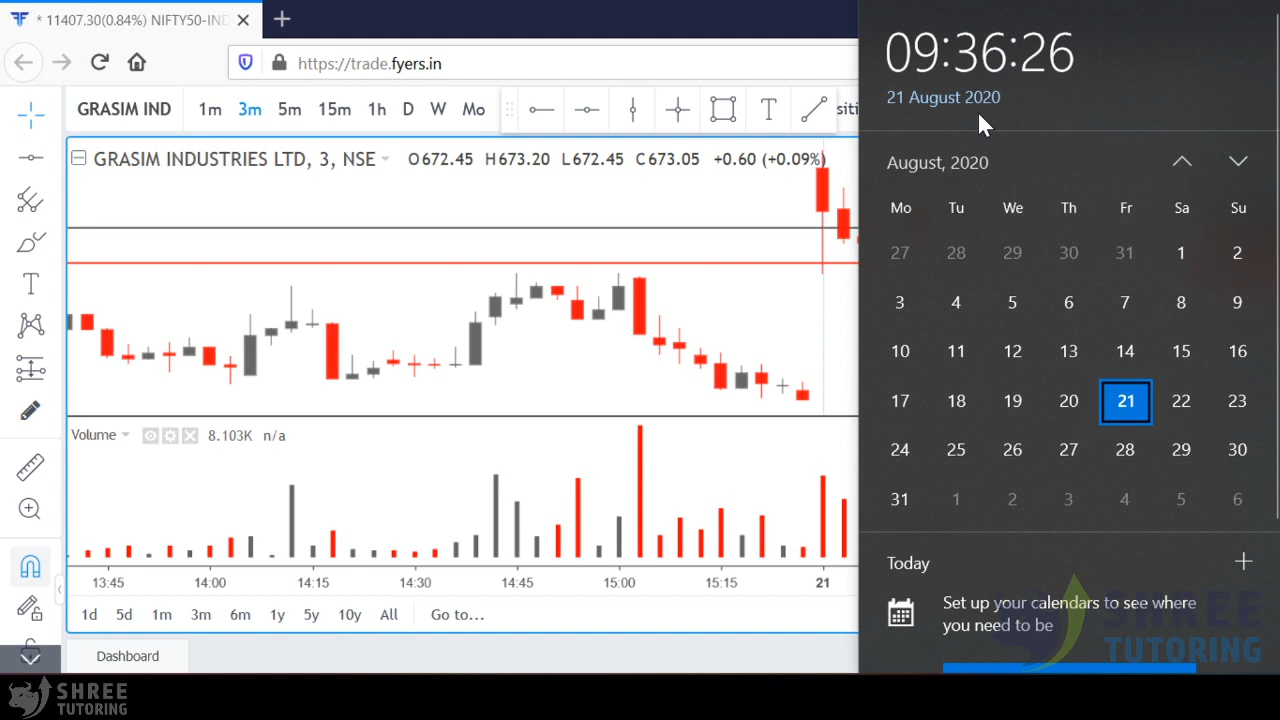 * 11407.30(0.84%) NIFTY50-IND
https://trade.fyers.in
GRASIM IND 1m 3m 5m 15m 1h D W Mo
GRASIM INDUSTRIES LTD, 3, NSE O672.45 H673.20 L672.45 C673.05 +0.60 (+0.09%)
Volume 8.103K n/a
13:45 14:00 14:15 14:30 14:45 15:00 15:15 21
1d 5d 1m 3m 6m 1y 5y 10y All Go to...
Dashboard
09:36:26
21 August 2020
August, 2020
Mo Tu We Th Fr Sa Su
27 28 29 30 31 1 2
3 4 5 6 7 8 9
10 11 12 13 14 15 16
17 18 19 20 21 22 23
24 25 26 27 28 29 30
31 1 2 3 4 5 6
Today
Set up your calendars to see where
you need to be
SHREE
TUTORING
SHREE
TUTORING